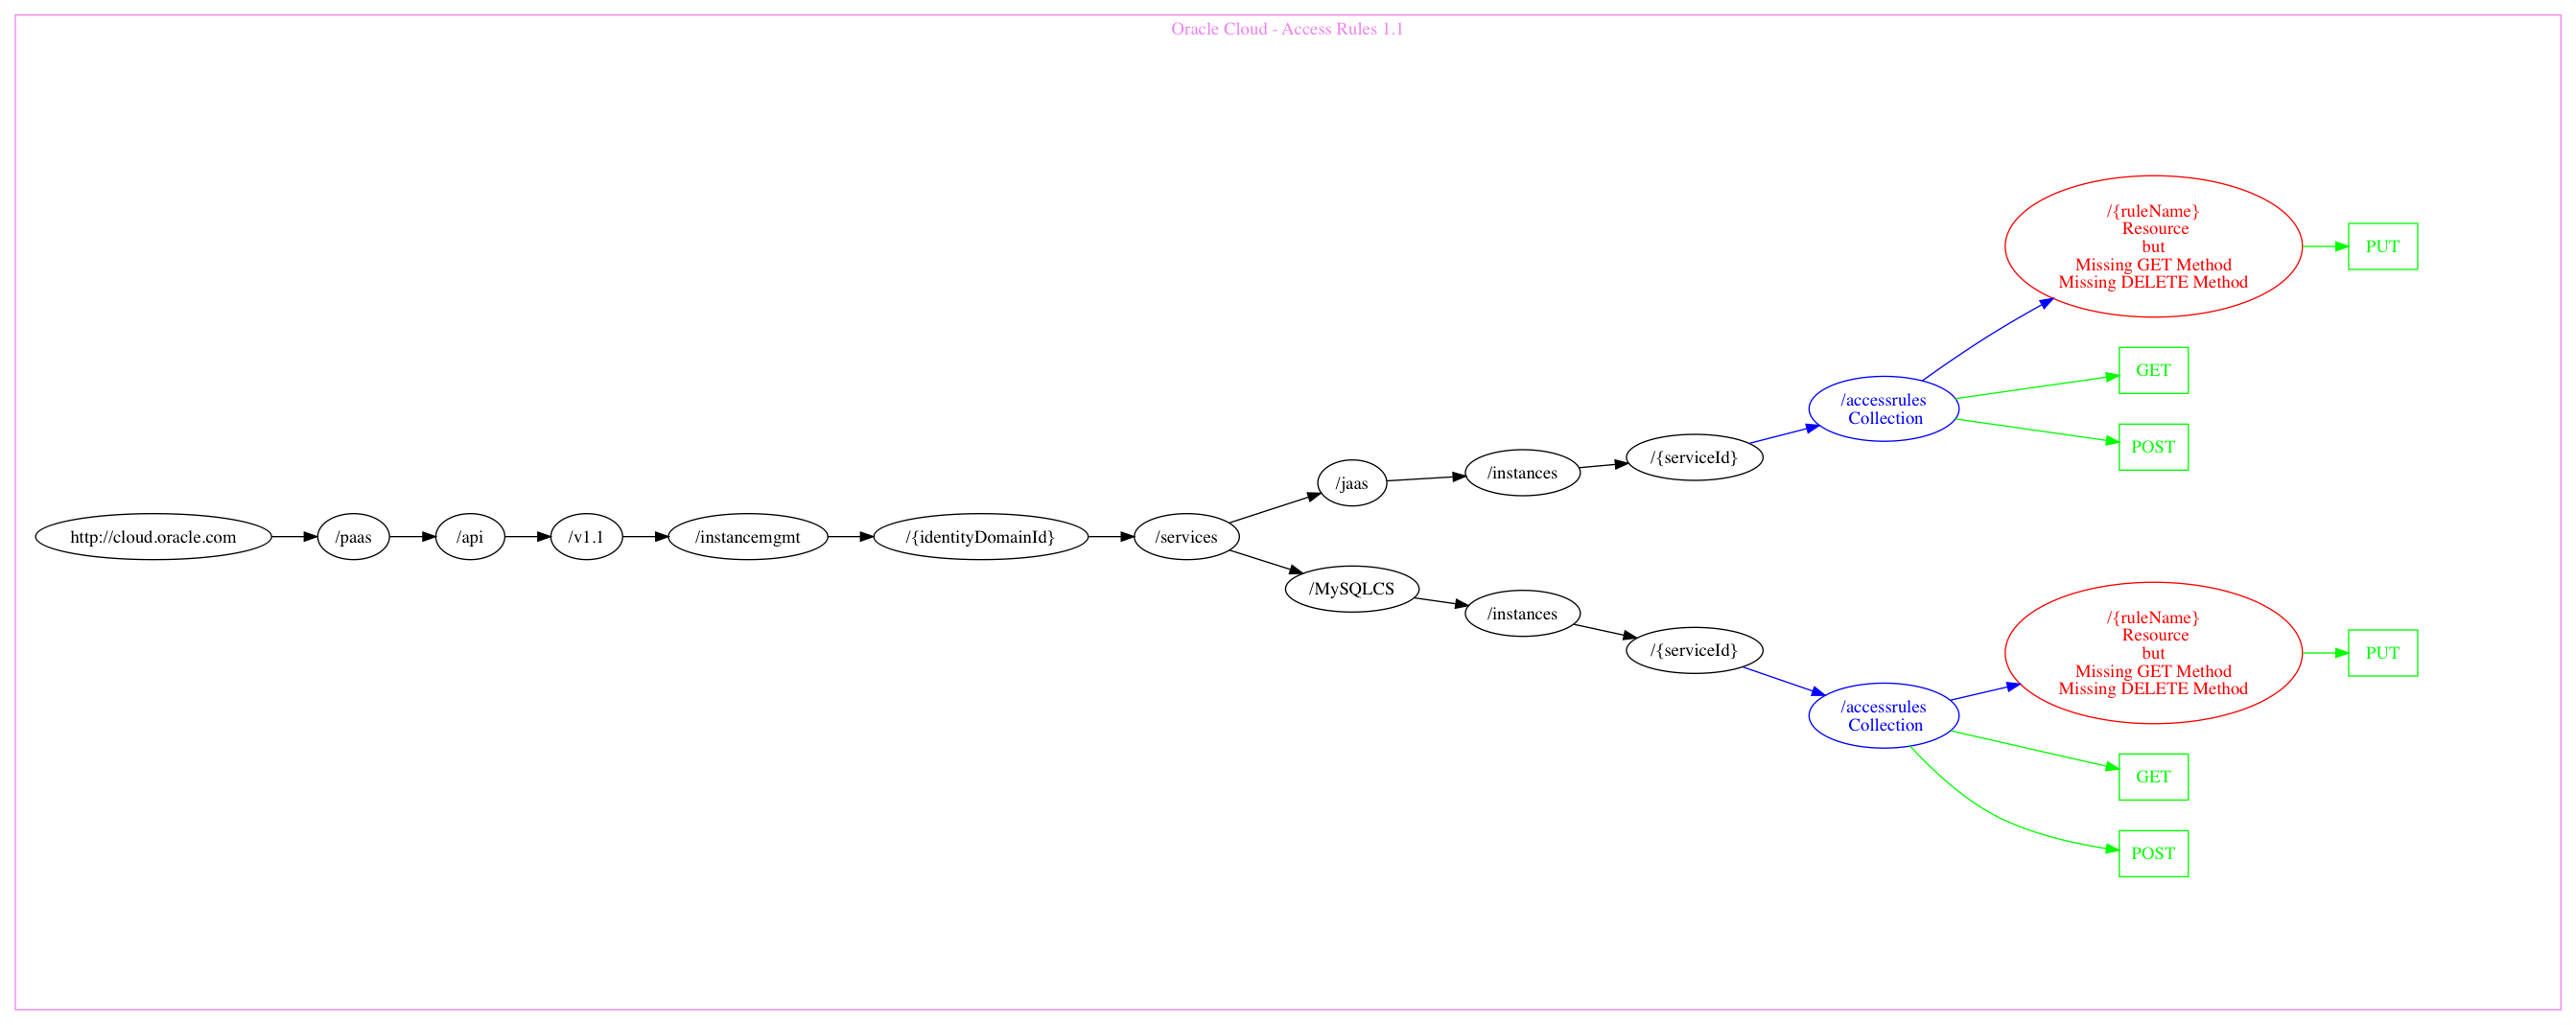 Oracle Cloud - Access Rules 1.1
http://cloud.oracle.com
/paas
/api
/v1.1
/instancemgmt
/{identityDomainId}
/services
/jaas
/instances
/{serviceId}
/accessrules
Collection
/{ruleName}
Resource
but
Missing GET Method
Missing DELETE Method
PUT
GET
POST
/MySQLCS
/instances
/{serviceId}
/accessrules
Collection
/{ruleName}
Resource
but
Missing GET Method
Missing DELETE Method
PUT
GET
POST